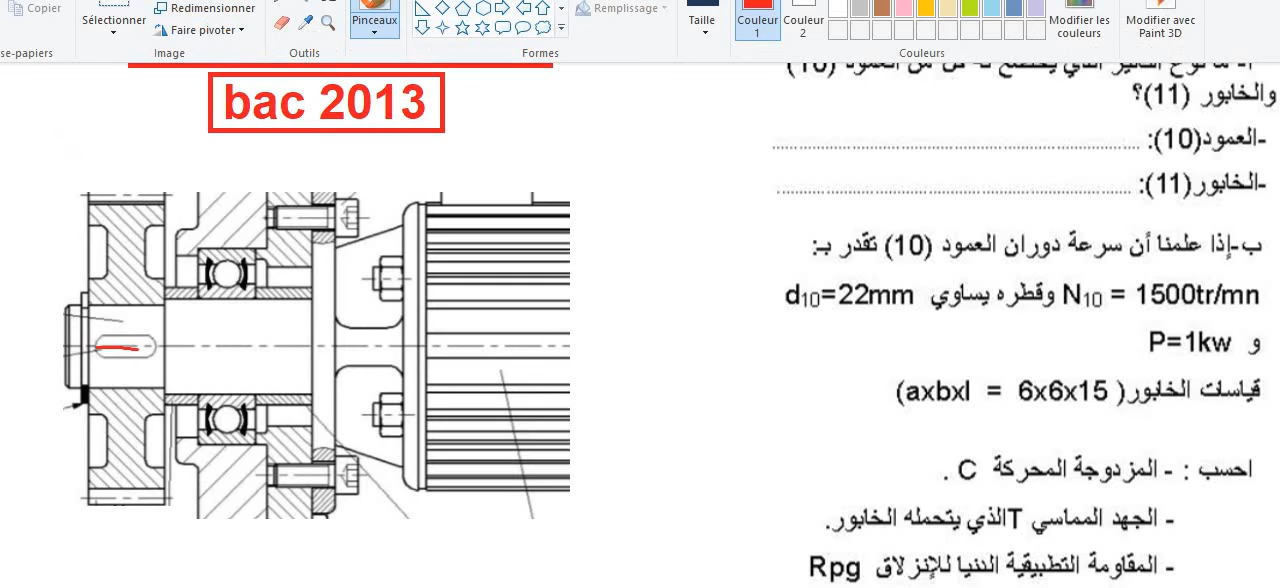 Copier
Redimensionner
Sélectionner
Faire pivoter
Pinceaux
Remplissage
Taille
Couleur 1
Couleur 2
Modifier les couleurs
Modifier avec Paint 3D
se-papiers
Image
Outils
Formes
Couleurs
bac 2013
والخابور (11)؟
-العمود(10): ........
-الخابور(11): ........
ب-إذا علمنا أن سرعة دوران العمود (10) تقدر بـ:
N10 = 1500tr/mn وقطره يساوي d10=22mm
و P=1kw
قياسات الخابور( axbxl = 6x6x15)
احسب : - المزدوجة المحركة C .
- الجهد المماسي T الذي يتحمله الخابور.
- المقاومة التطبيقية الدنيا للإنزلاق Rpg